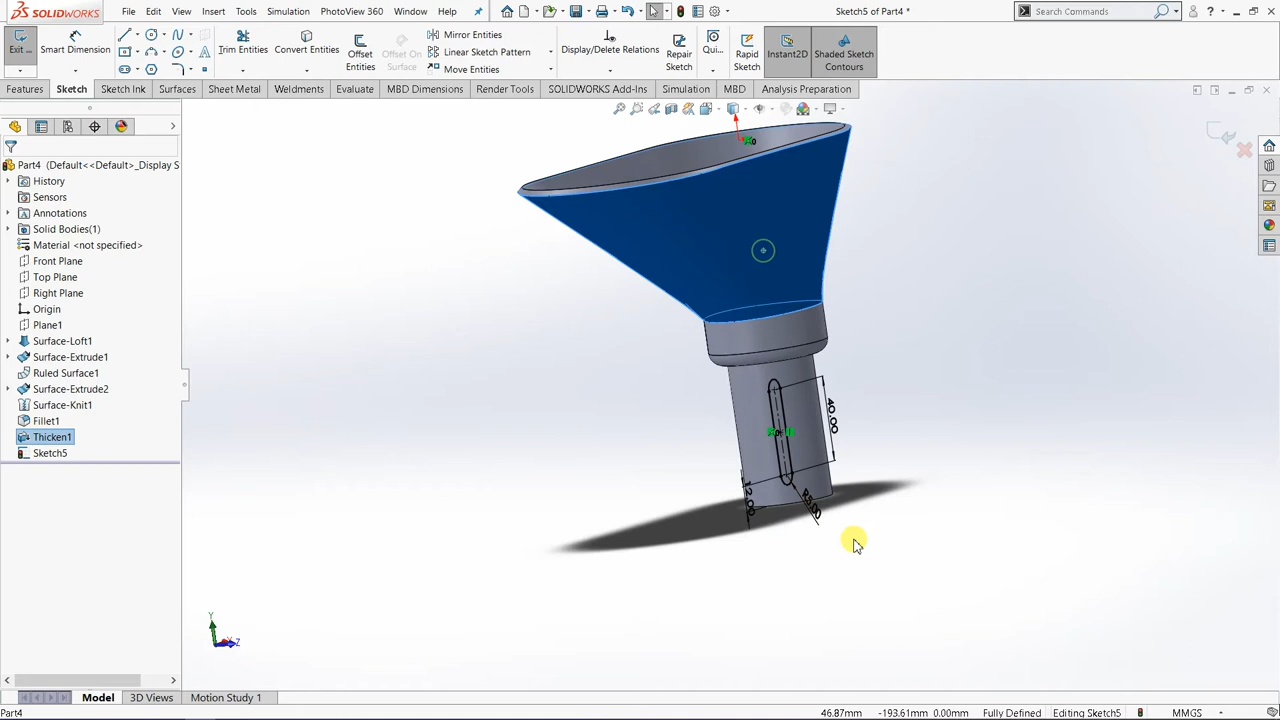 SOLIDWORKS File Edit View Insert Tools Simulation PhotoView 360 Window Help Sketch5 of Part4 * Search Commands
Exit... Smart Dimension Trim Entities Convert Entities Offset Entities Offset On Surface Mirror Entities Linear Sketch Pattern Move Entities Display/Delete Relations Repair Sketch Qui... Rapid Sketch Instant2D Shaded Sketch Contours
Features Sketch Sketch Ink Surfaces Sheet Metal Weldments Evaluate MBD Dimensions Render Tools SOLIDWORKS Add-Ins Simulation MBD Analysis Preparation
Part4 (Default<<Default>_Display S
History
Sensors
Annotations
Solid Bodies(1)
Material <not specified>
Front Plane
Top Plane
Right Plane
Origin
Plane1
Surface-Loft1
Surface-Extrude1
Ruled Surface1
Surface-Extrude2
Surface-Knit1
Fillet1
Thicken1
Sketch5
40.00
12.00
R5.00
Y
X
Z
Model 3D Views Motion Study 1
46.87mm -193.61mm 0.00mm Fully Defined Editing Sketch5 MMGS